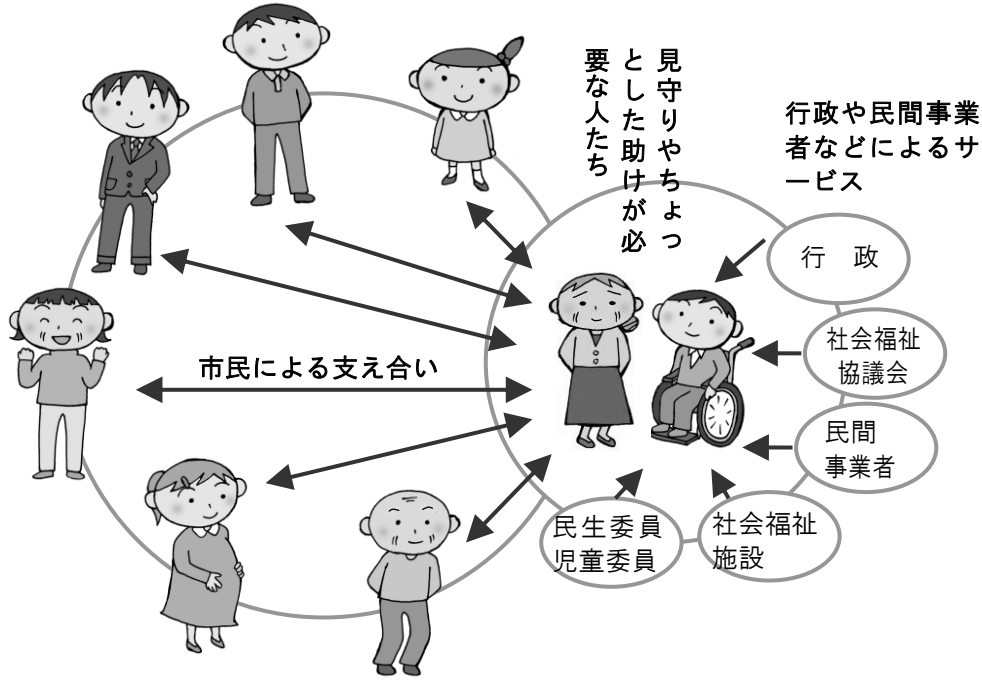 見守りやちょっ
とした助けが必
要な人たち
行政や民間事業
者などによるサ
ービス
行　政
社会福祉
協議会
市民による支え合い
民間
事業者
民生委員
児童委員
社会福祉
施設